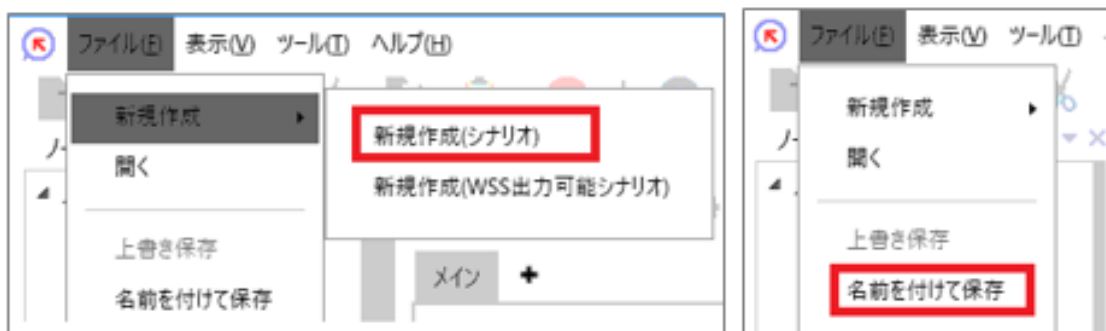 ファイル(F) 表示(V) ツール(T) ヘルプ(H)
新規作成
新規作成(シナリオ)
開く
新規作成(WSS出力可能シナリオ)
上書き保存
メイン
名前を付けて保存
ファイル(F) 表示(V) ツール(T)
新規作成
開く
上書き保存
名前を付けて保存